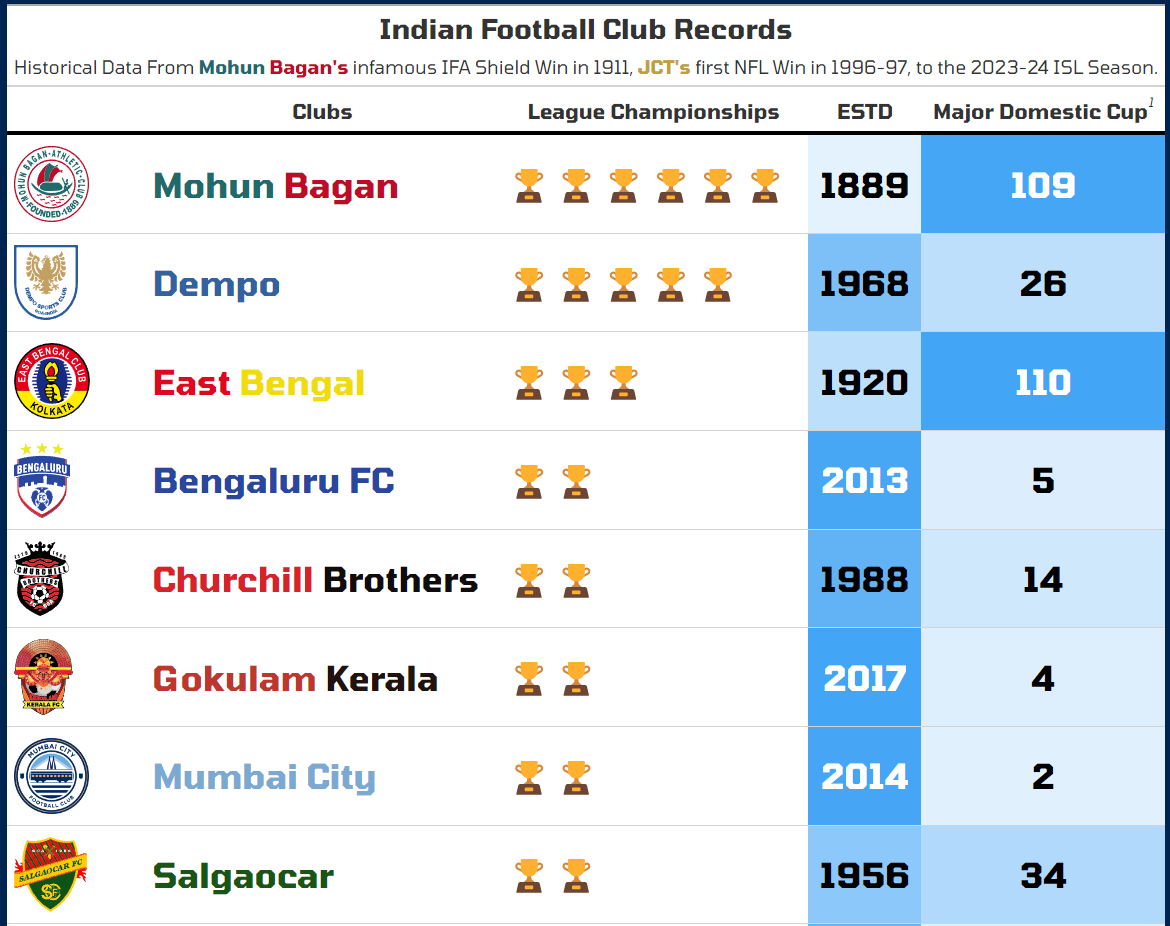 Indian Football Club Records
Historical Data From Mohun Bagan's infamous IFA Shield Win in 1911, JCT's first NFL Win in 1996-97, to the 2023-24 ISL Season.
Clubs League Championships ESTD Major Domestic Cup1
MOHUN BAGAN·ATHLETIC·CLUB
·FOUNDED·1889·
Mohun Bagan 1889 109
DEMPO SPORTS CLUB
GOA-INDIA
Dempo 1968 26
EAST BENGAL CLUB
KOLKATA
East Bengal 1920 110
BENGALURU
FC
Bengaluru FC 2013 5
CHURCHILL
BROTHERS
Churchill Brothers 1988 14
KERALA FC
Gokulam Kerala 2017 4
MUMBAI CITY
FOOTBALL CLUB
Mumbai City 2014 2
SALGAOCAR FC
Salgaocar 1956 34